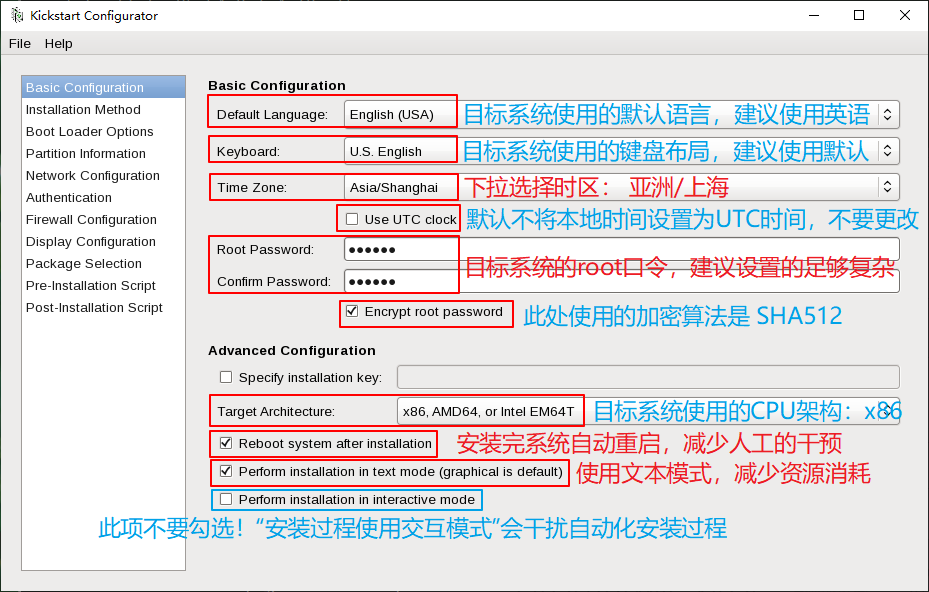 Kickstart Configurator
File Help
Basic Configuration
Installation Method
Boot Loader Options
Partition Information
Network Configuration
Authentication
Firewall Configuration
Display Configuration
Package Selection
Pre-Installation Script
Post-Installation Script
Basic Configuration
Default Language: English (USA) 目标系统使用的默认语言，建议使用英语
Keyboard: U.S. English 目标系统使用的键盘布局，建议使用默认
Time Zone: Asia/Shanghai 下拉选择时区： 亚洲/上海
Use UTC clock 默认不将本地时间设置为UTC时间，不要更改
Root Password: ●●●●●●
目标系统的root口令，建议设置的足够复杂
Confirm Password: ●●●●●●
Encrypt root password 此处使用的加密算法是 SHA512
Advanced Configuration
Specify installation key:
Target Architecture: x86, AMD64, or Intel EM64T 目标系统使用的CPU架构：x86
Reboot system after installation 安装完系统自动重启，减少人工的干预
Perform installation in text mode (graphical is default) 使用文本模式，减少资源消耗
Perform installation in interactive mode
此项不要勾选！“安装过程使用交互模式”会干扰自动化安装过程